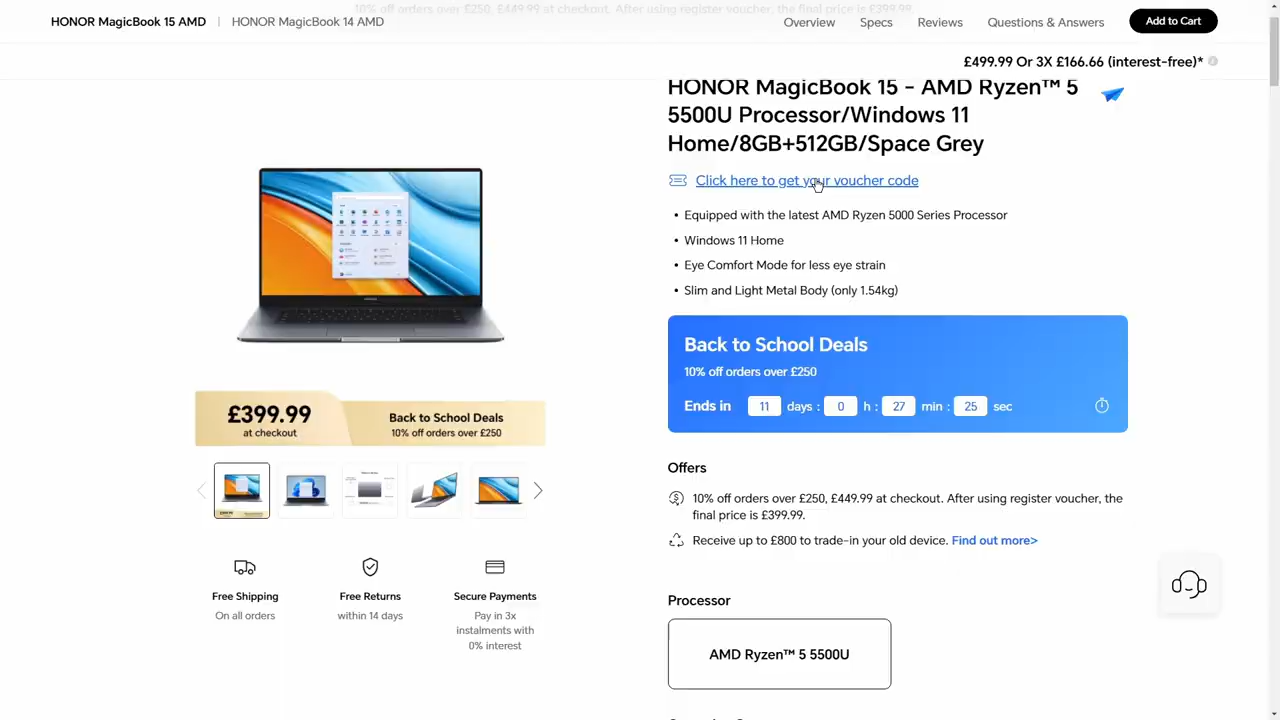 10% off orders over £250, £449.99 at checkout. After using register voucher, the final price is £399.99.
HONOR MagicBook 15 AMD | HONOR MagicBook 14 AMD
Overview Specs Reviews Questions & Answers Add to Cart
£499.99 Or 3X £166.66 (interest-free)*
HONOR MagicBook 15 - AMD Ryzen™ 5
5500U Processor/Windows 11
Home/8GB+512GB/Space Grey
Click here to get your voucher code
• Equipped with the latest AMD Ryzen 5000 Series Processor
• Windows 11 Home
• Eye Comfort Mode for less eye strain
• Slim and Light Metal Body (only 1.54kg)
Back to School Deals
10% off orders over £250
Ends in 11 days : 0 h : 27 min : 25 sec
£399.99
at checkout
Back to School Deals
10% off orders over £250
Offers
10% off orders over £250, £449.99 at checkout. After using register voucher, the
final price is £399.99.
Receive up to £800 to trade-in your old device. Find out more>
Free Shipping
On all orders
Free Returns
within 14 days
Secure Payments
Pay in 3x
instalments with
0% interest
Processor
AMD Ryzen™ 5 5500U